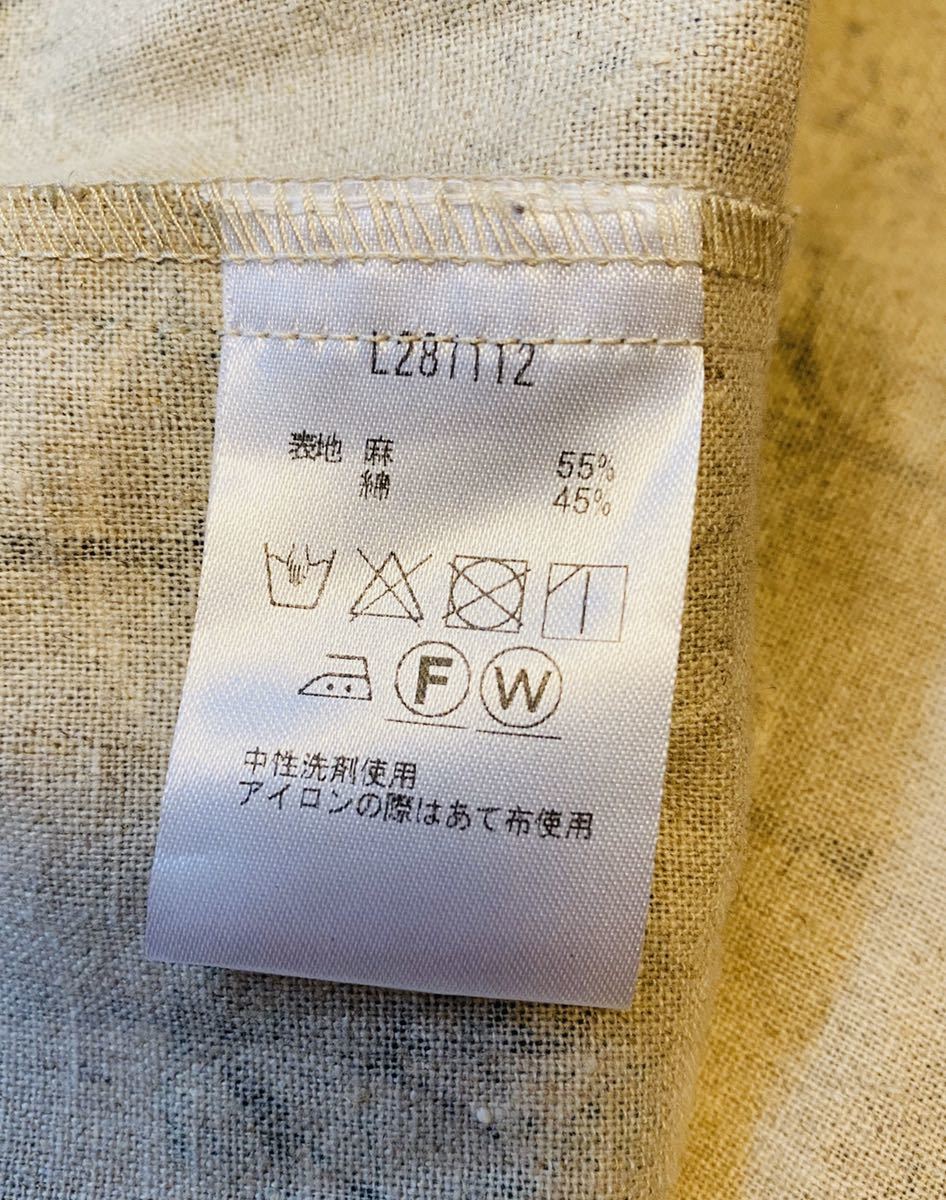 L287112
表地 麻 55%
綿 45%
F W
中性洗剤使用
アイロンの際はあて布使用